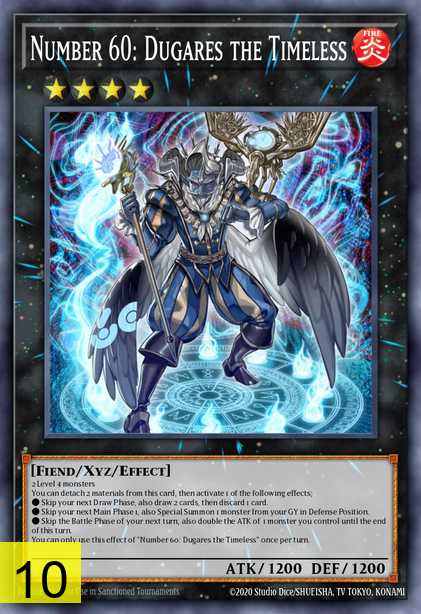 Number 60: Dugares the Timeless
FIRE
炎
[Fiend/Xyz/Effect]
2 Level 4 monsters
You can detach 2 materials from this card, then activate 1 of the following effects;
● Skip your next Draw Phase, also draw 2 cards, then discard 1 card.
● Skip your next Main Phase 1, also Special Summon 1 monster from your GY in Defense Position.
● Skip the Battle Phase of your next turn, also double the ATK of 1 monster you control until the end
of this turn.
You can only use this effect of "Number 60: Dugares the Timeless" once per turn.
ATK/1200 DEF/1200
10
Use in Sanctioned Tournaments
©2020 Studio Dice/SHUEISHA, TV TOKYO, KONAMI